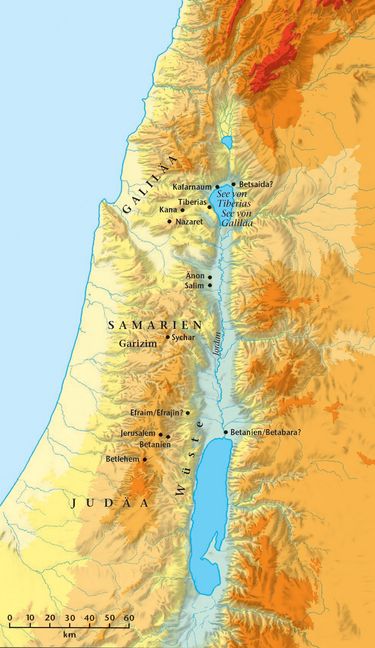 GALILÄA
Kafarnaum
Betsaida?
See von
Tiberias
See von
Galiläa
Tiberias
Kana
Nazaret
Änon
Salim
SAMARIEN
Garizim
Sychar
Jordan
Efraim/Efrajin?
Wüste
Jerusalem
Betanien
Betanien/Betabara?
Betlehem
JUDÄA
0 10 20 30 40 50 60
km